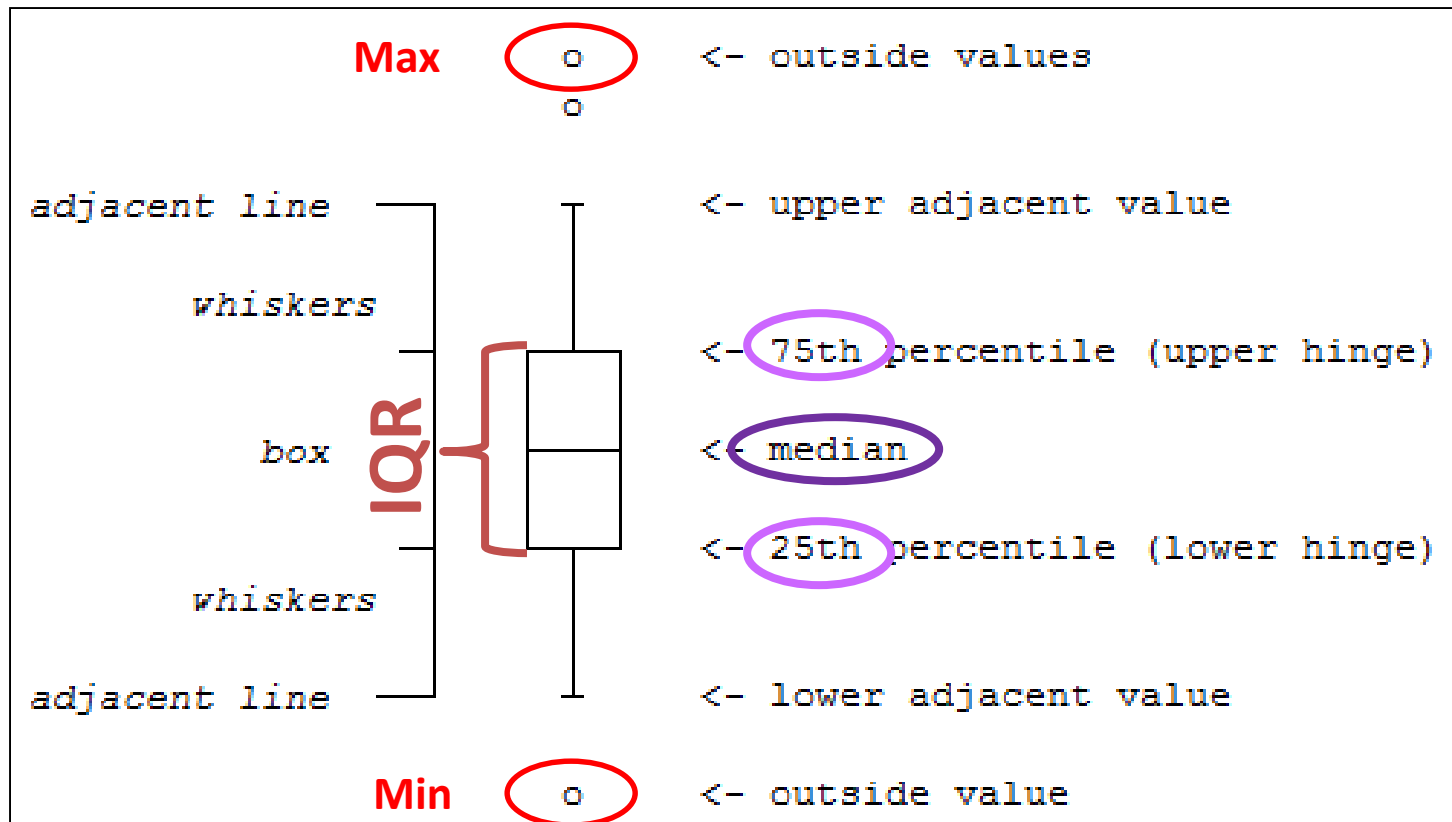 Max o <- outside values
o
adjacent line <- upper adjacent value
whiskers
<- 75th percentile (upper hinge)
IQR
box <- median
<- 25th percentile (lower hinge)
whiskers
adjacent line <- lower adjacent value
Min o <- outside value